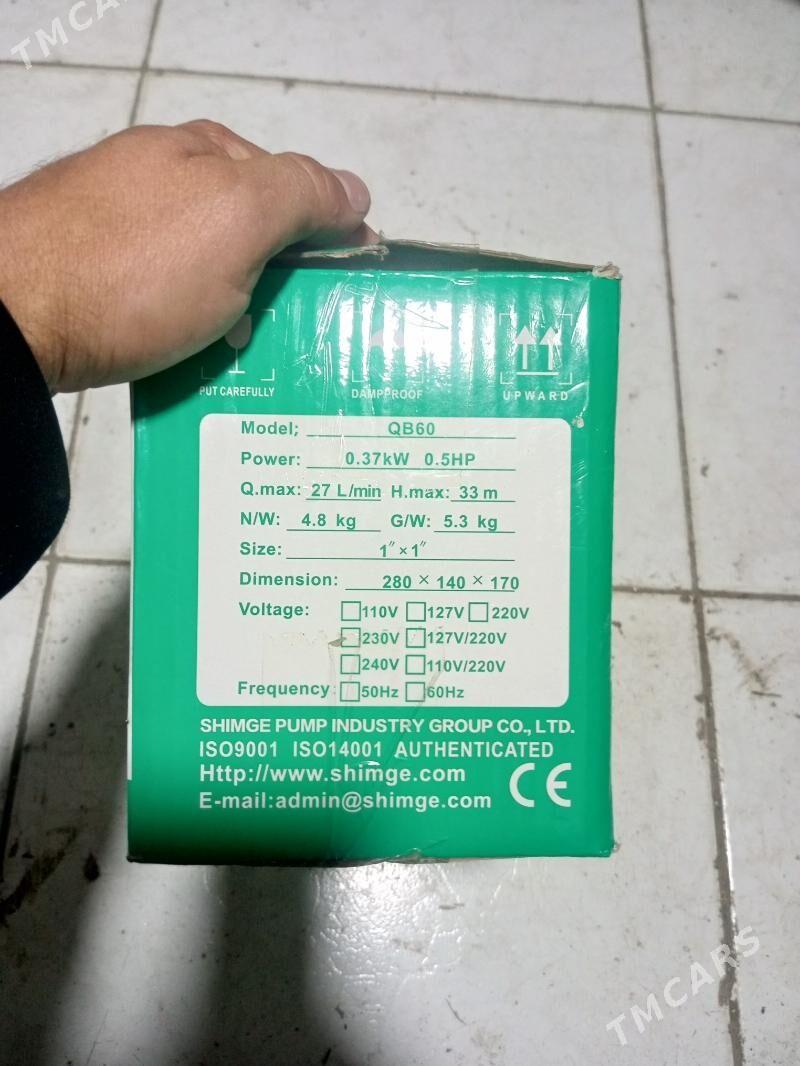 TMCARS
PUT CAREFULLY DAMPPROOF UPWARD
Model; QB60
Power: 0.37kW 0.5HP
Q.max: 27 L/min H.max: 33 m
N/W: 4.8 kg G/W: 5.3 kg
Size: 1″×1″
Dimension: 280 × 140 × 170
Voltage: 110V 127V 220V
230V 127V/220V
240V 110V/220V
Frequency: 50Hz 60Hz
SHIMGE PUMP INDUSTRY GROUP CO., LTD.
ISO9001 ISO14001 AUTHENTICATED
Http://www.shimge.com
E-mail:admin@shimge.com CE
TMCARS